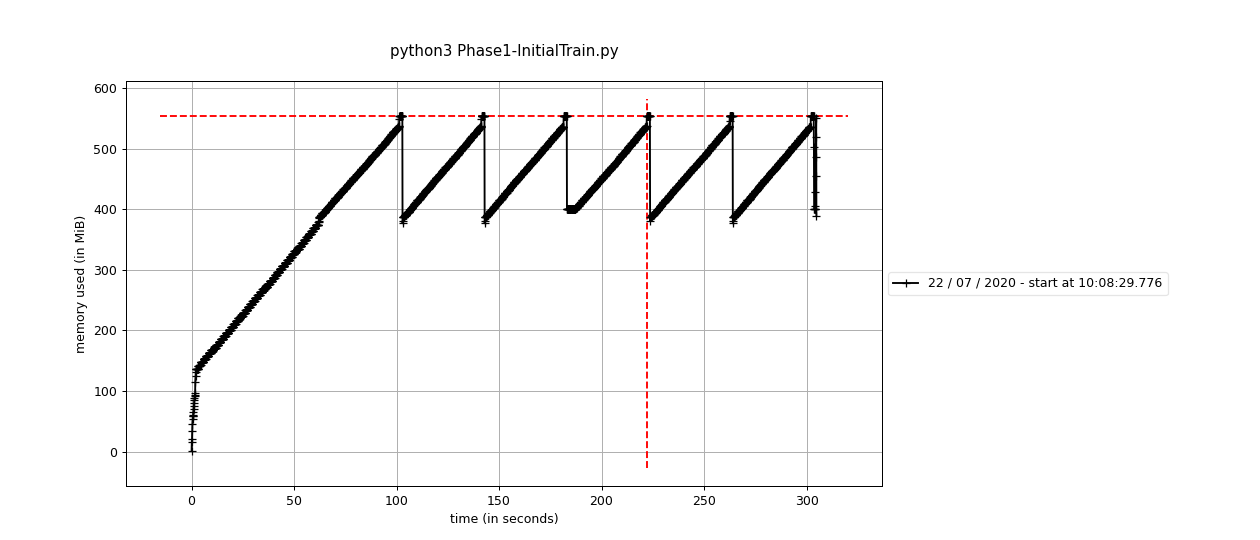 python3 Phase1-InitialTrain.py
600
500
400
300
200
100
0
memory used (in MiB)
0 50 100 150 200 250 300
time (in seconds)
22 / 07 / 2020 - start at 10:08:29.776